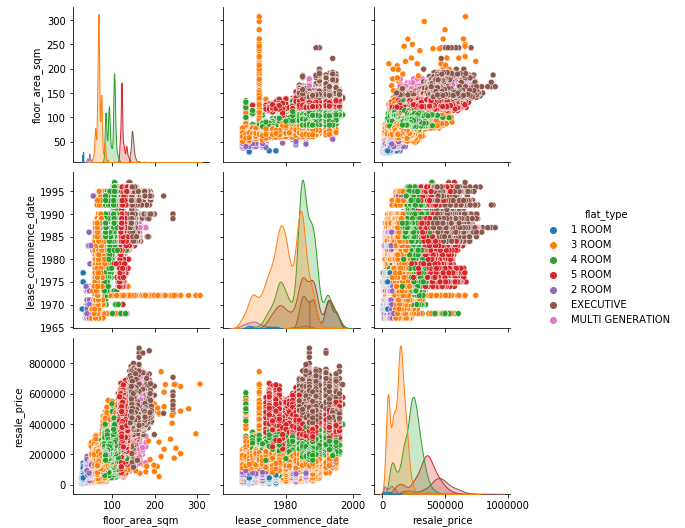 300
250
200
150
100
50
floor_area_sqm
1995
1990
1985
1980
1975
1970
1965
lease_commence_date
800000
600000
400000
200000
0
resale_price
100 200 300
floor_area_sqm
1980 2000
lease_commence_date
0 500000 1000000
resale_price
flat_type
1 ROOM
3 ROOM
4 ROOM
5 ROOM
2 ROOM
EXECUTIVE
MULTI GENERATION